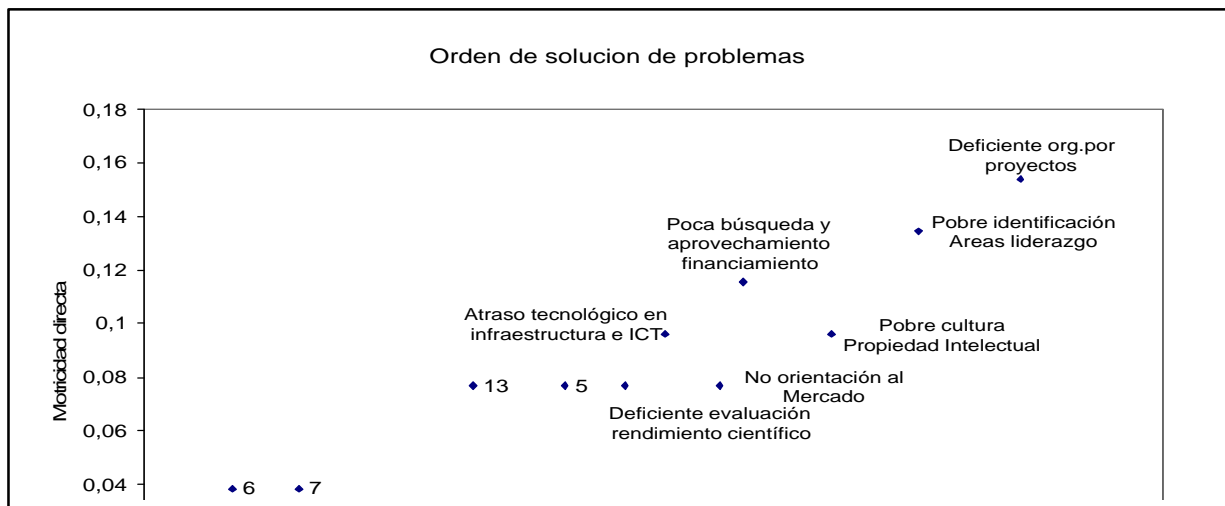 Orden de solucion de problemas
0,18
0,16
0,14
0,12
0,1
0,08
0,06
0,04
Motricidad directa
Deficiente org.por
proyectos
Pobre identificación
Areas liderazgo
Poca búsqueda y
aprovechamiento
financiamiento
Atraso tecnológico en
infraestructura e ICT
Pobre cultura
Propiedad Intelectual
No orientación al
Mercado
13
5
Deficiente evaluación
rendimiento científico
6
7